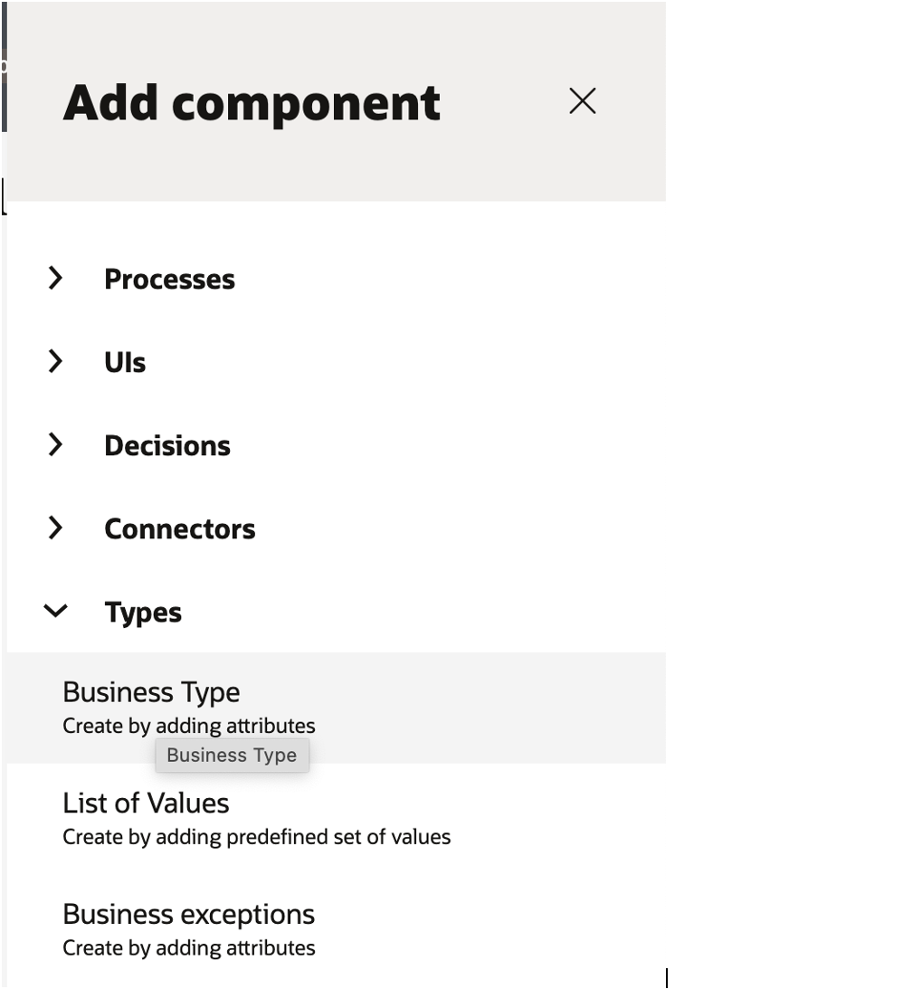 Add component
Processes
UIs
Decisions
Connectors
Types
Business Type
Create by adding attributes
Business Type
List of Values
Create by adding predefined set of values
Business exceptions
Create by adding attributes